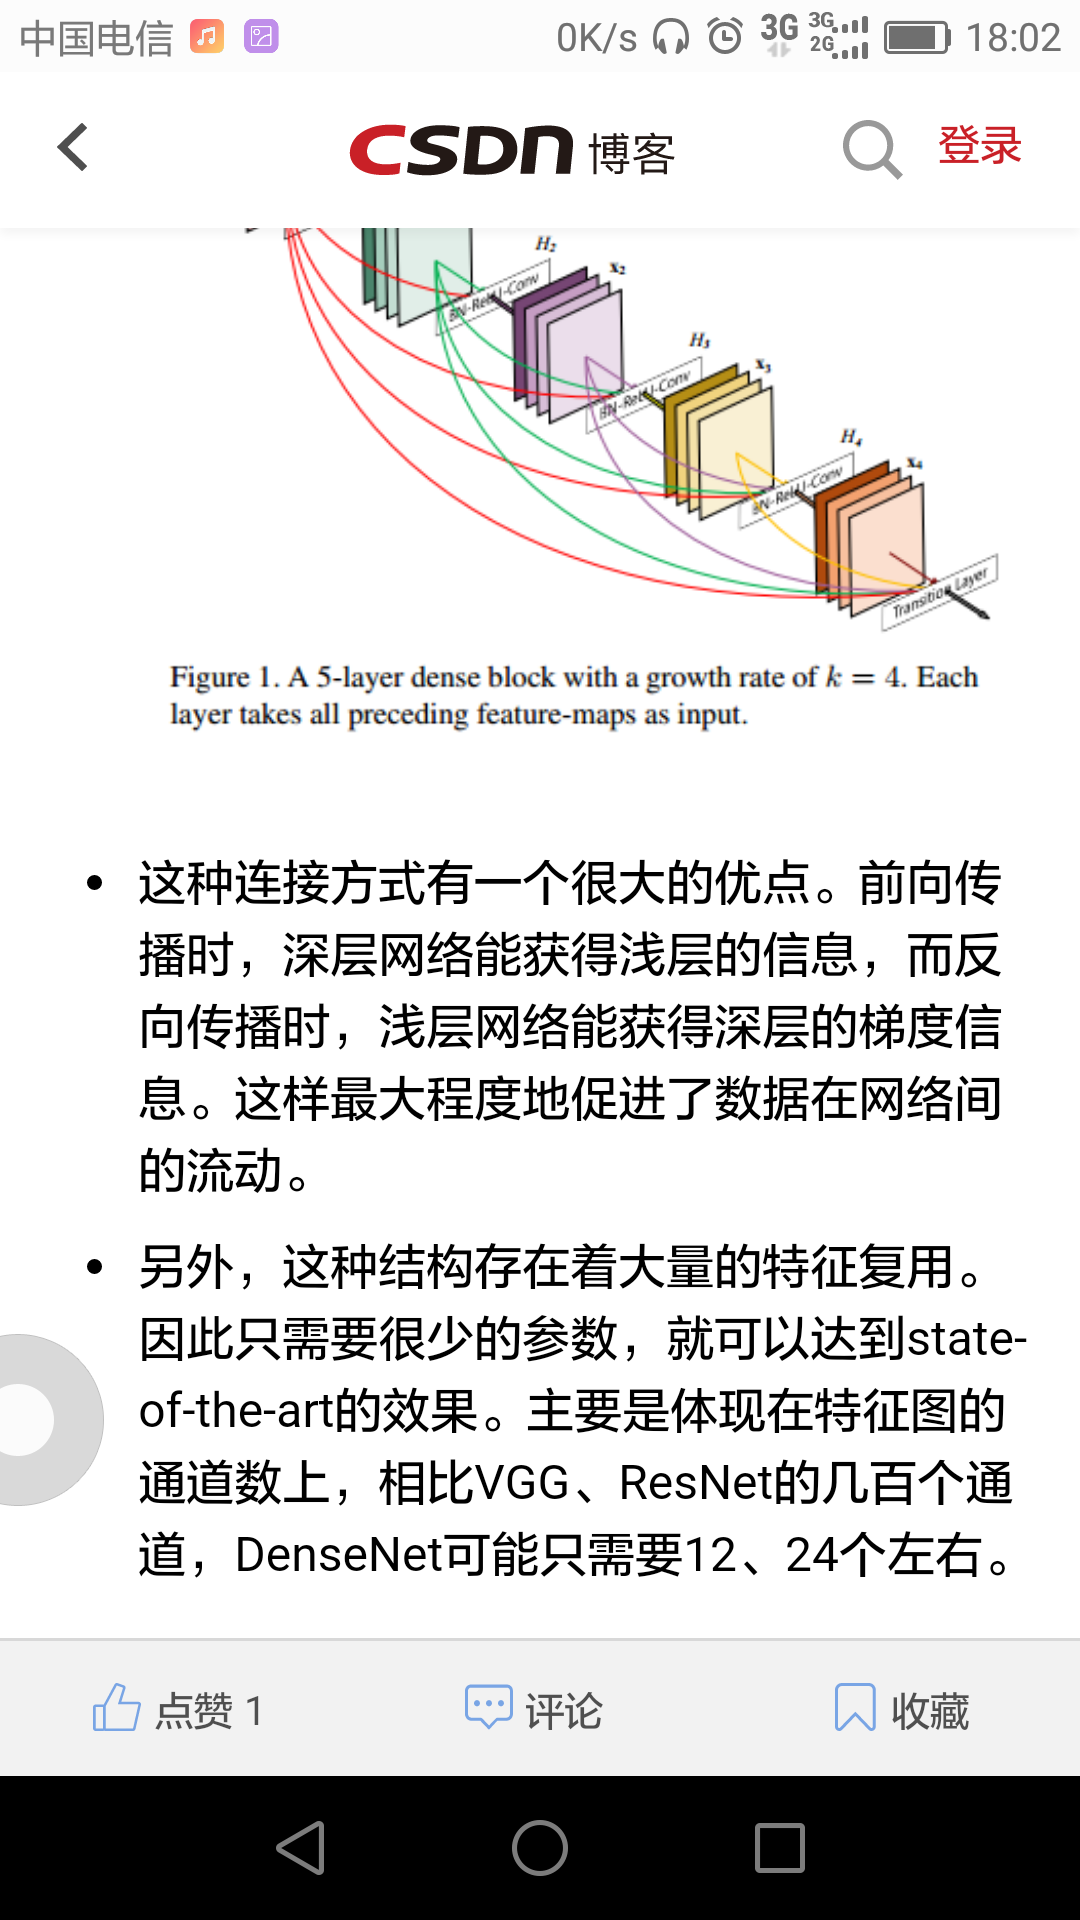 中国电信 0K/s 3G 3G 2G 18:02
CSDN 博客 登录
H₂
x₂
BN-ReLU-Conv
H₃
x₃
BN-ReLU-Conv
H₄
x₄
BN-ReLU-Conv
Transition Layer
Figure 1. A 5-layer dense block with a growth rate of k = 4. Each
layer takes all preceding feature-maps as input.
• 这种连接方式有一个很大的优点。前向传
播时，深层网络能获得浅层的信息，而反
向传播时，浅层网络能获得深层的梯度信
息。这样最大程度地促进了数据在网络间
的流动。
• 另外，这种结构存在着大量的特征复用。
因此只需要很少的参数，就可以达到state-
of-the-art的效果。主要是体现在特征图的
通道数上，相比VGG、ResNet的几百个通
道，DenseNet可能只需要12、24个左右。
点赞 1 评论 收藏